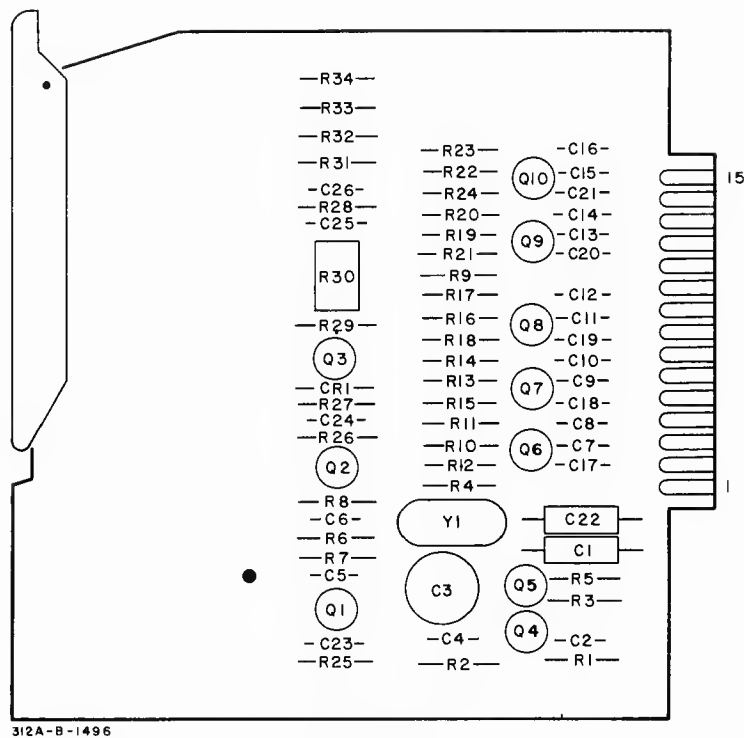 R34
R33
R32
R31
C26
R28
C25
R30
R29
Q3
CR1
R27
C24
R26
Q2
R8
C6
R6
R7
C5
Q1
C23
R25
R23
R22
R24
R20
R19
R21
R9
R17
R16
R18
R14
R13
R15
R11
R10
R12
R4
Y1
C3
C4
R2
Q10
Q9
Q8
Q7
Q6
Q5
Q4
C16
C15
C21
C14
C13
C20
C12
C11
C19
C10
C9
C18
C8
C7
C17
C22
C1
R5
R3
C2
R1
15
1
312A-B-1496